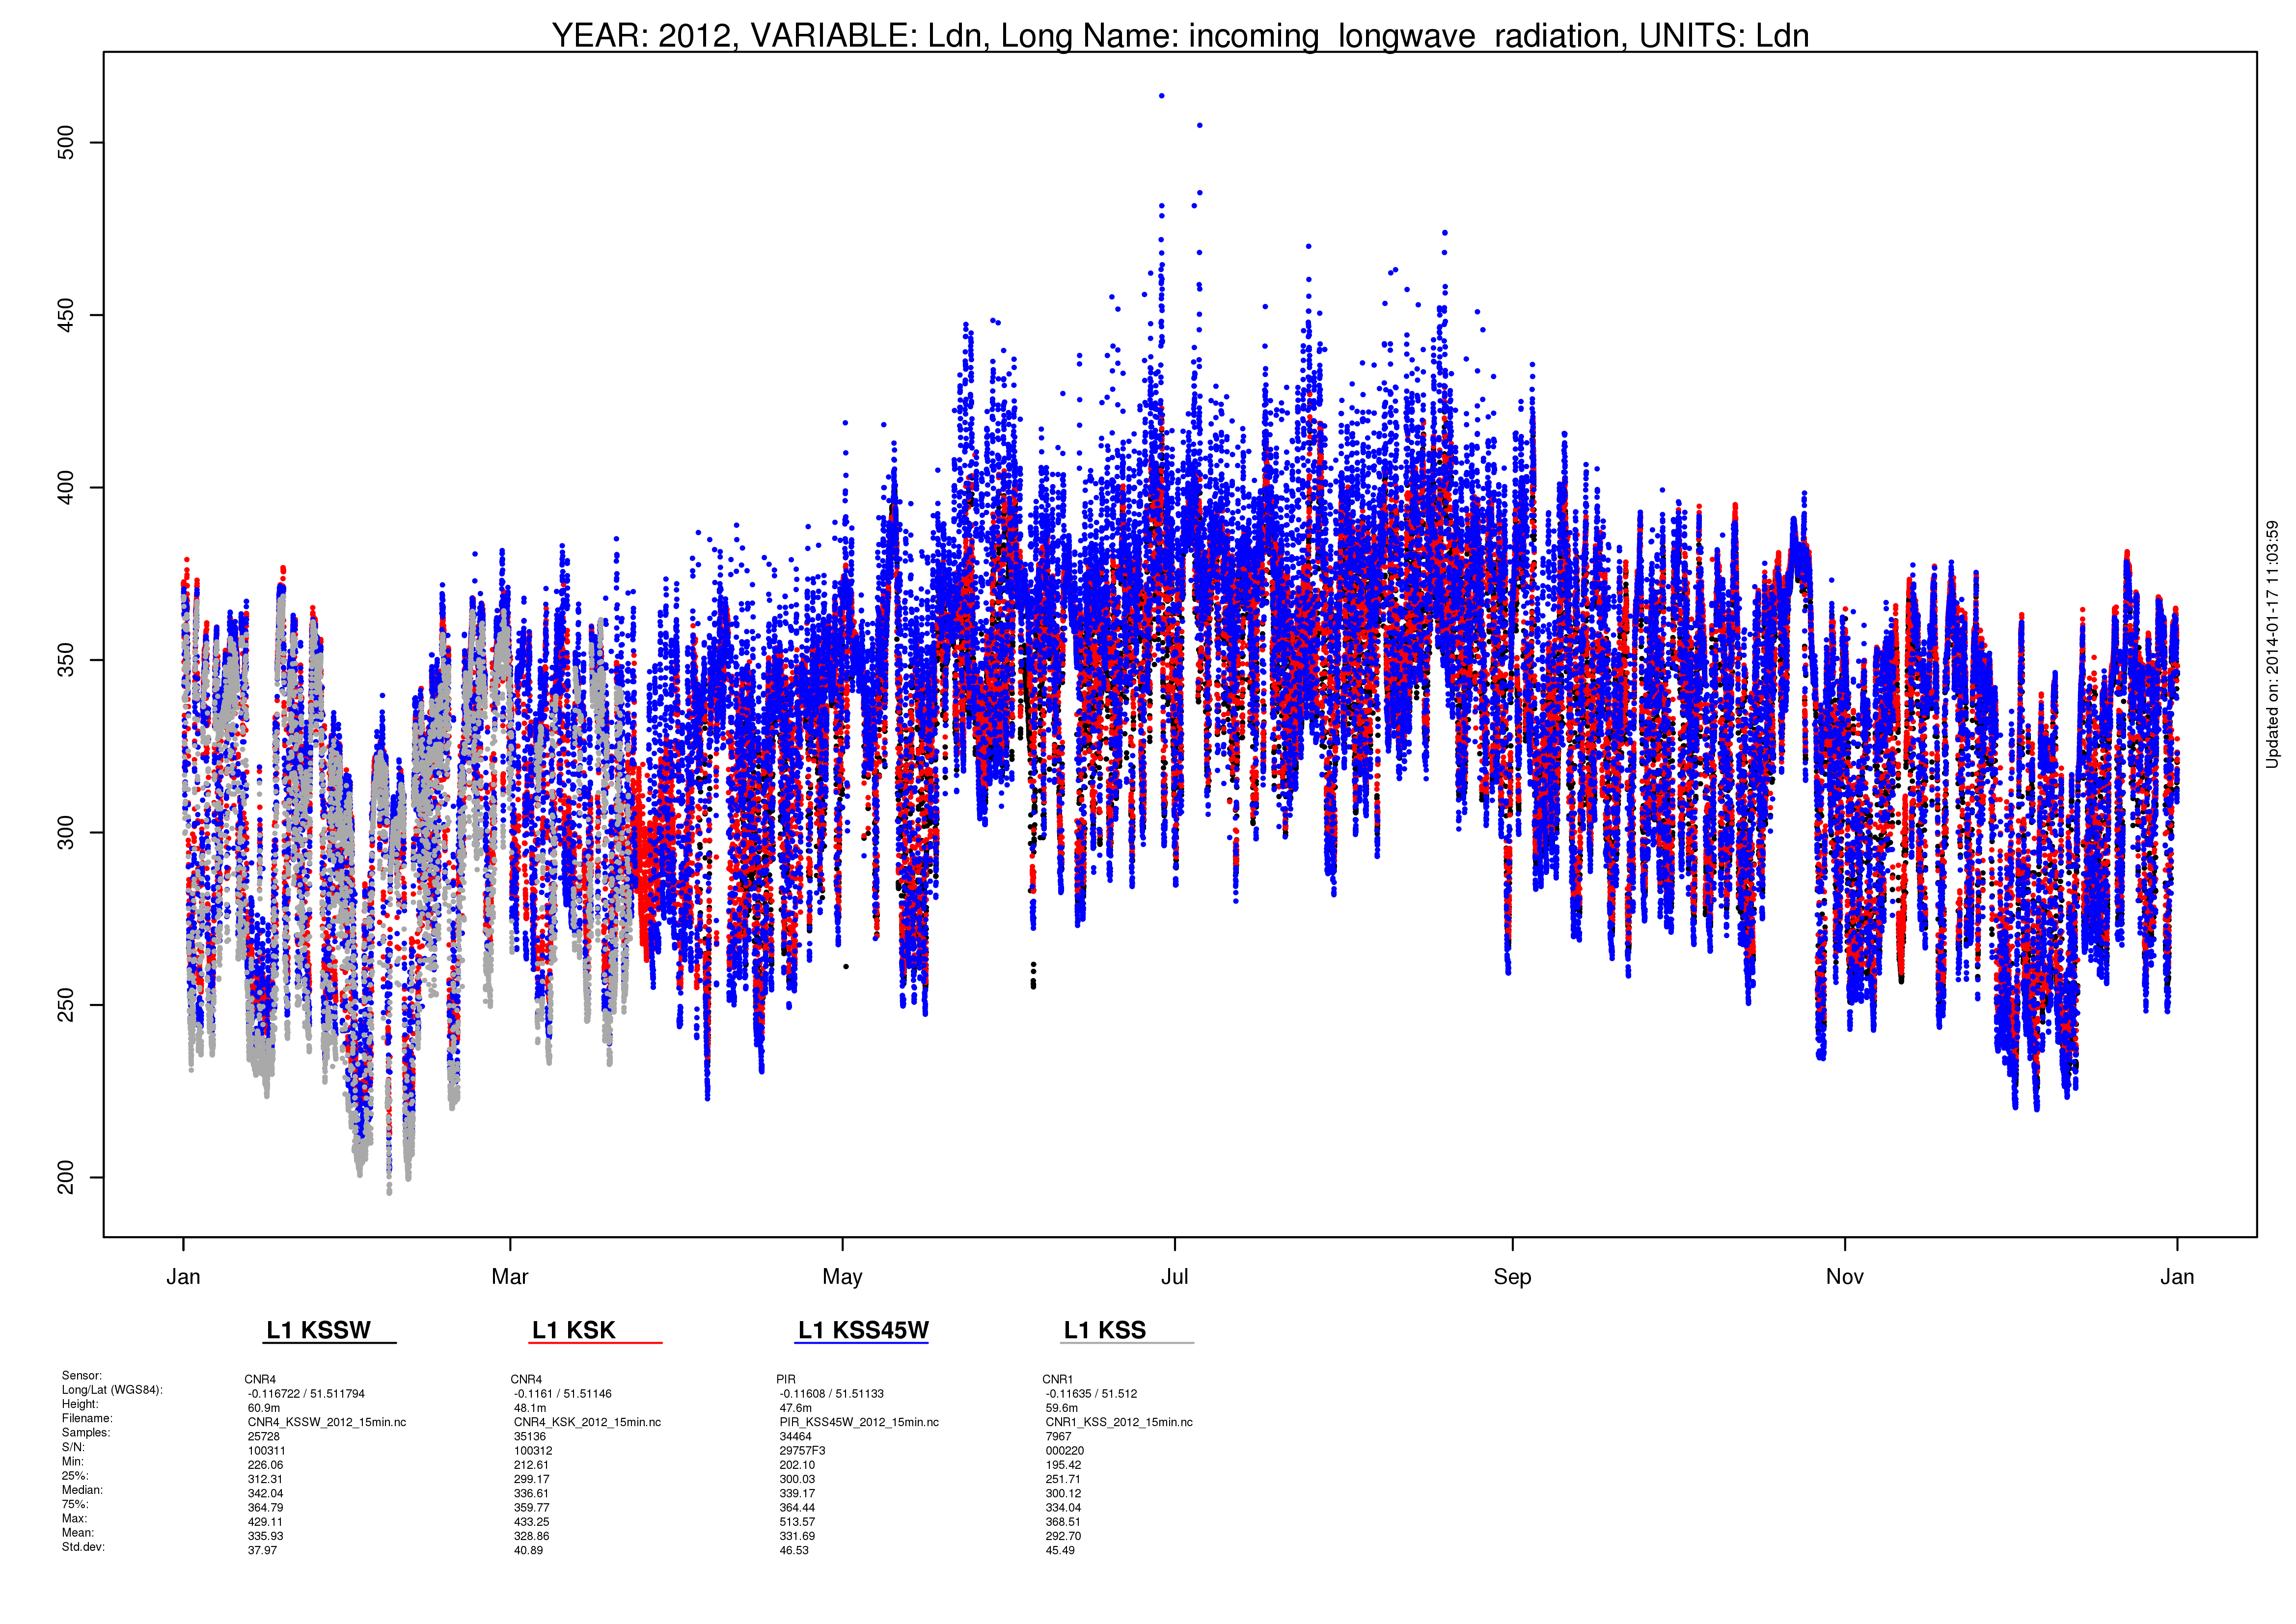 YEAR: 2012, VARIABLE: Ldn, Long Name: incoming longwave radiation, UNITS: Ldn
500
450
400
350
300
250
200
Updated on: 2014-01-17 11:03:59
Jan Mar May Jul Sep Nov Jan
L1 KSSW L1 KSK L1 KSS45W L1 KSS
Sensor: CNR4 CNR4 PIR CNR1
Long/Lat (WGS84): -0.116722 / 51.511794 -0.1161 / 51.51146 -0.11608 / 51.51133 -0.11635 / 51.512
Height: 60.9m 48.1m 47.6m 59.6m
Filename: CNR4_KSSW_2012_15min.nc CNR4_KSK_2012_15min.nc PIR_KSS45W_2012_15min.nc CNR1_KSS_2012_15min.nc
Samples: 25728 35136 34464 7967
S/N: 100311 100312 29757F3 000220
Min: 226.06 212.61 202.10 195.42
25%: 312.31 299.17 300.03 251.71
Median: 342.04 336.61 339.17 300.12
75%: 364.79 359.77 364.44 334.04
Max: 429.11 433.25 513.57 368.51
Mean: 335.93 328.86 331.69 292.70
Std.dev: 37.97 40.89 46.53 45.49